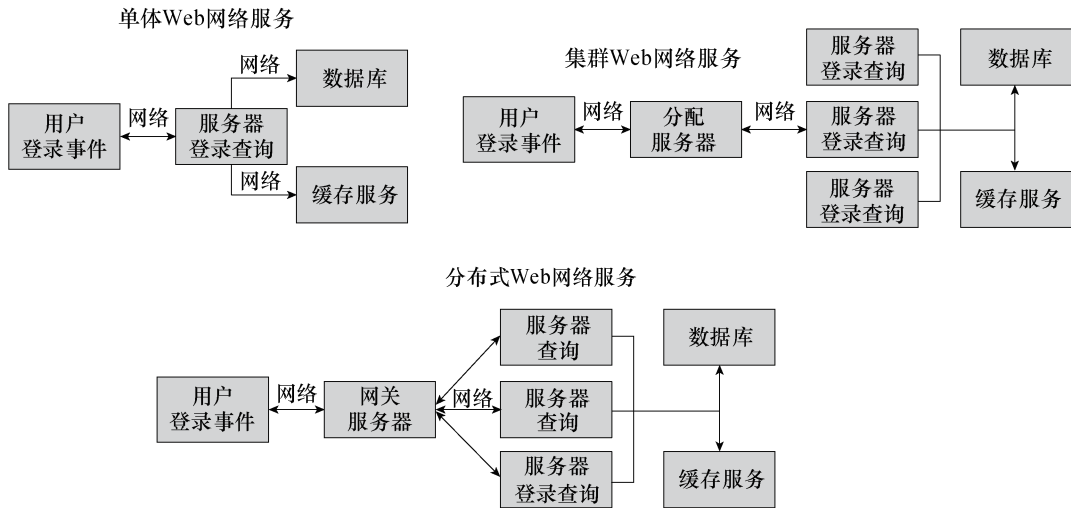 单体Web网络服务
网络
数据库
用户
登录事件
网络
服务器
登录查询
网络
缓存服务
集群Web网络服务
用户
登录事件
网络
分配
服务器
网络
服务器
登录查询
服务器
登录查询
服务器
登录查询
数据库
缓存服务
分布式Web网络服务
用户
登录事件
网络
网关
服务器
网络
服务器
查询
服务器
查询
服务器
登录查询
数据库
缓存服务